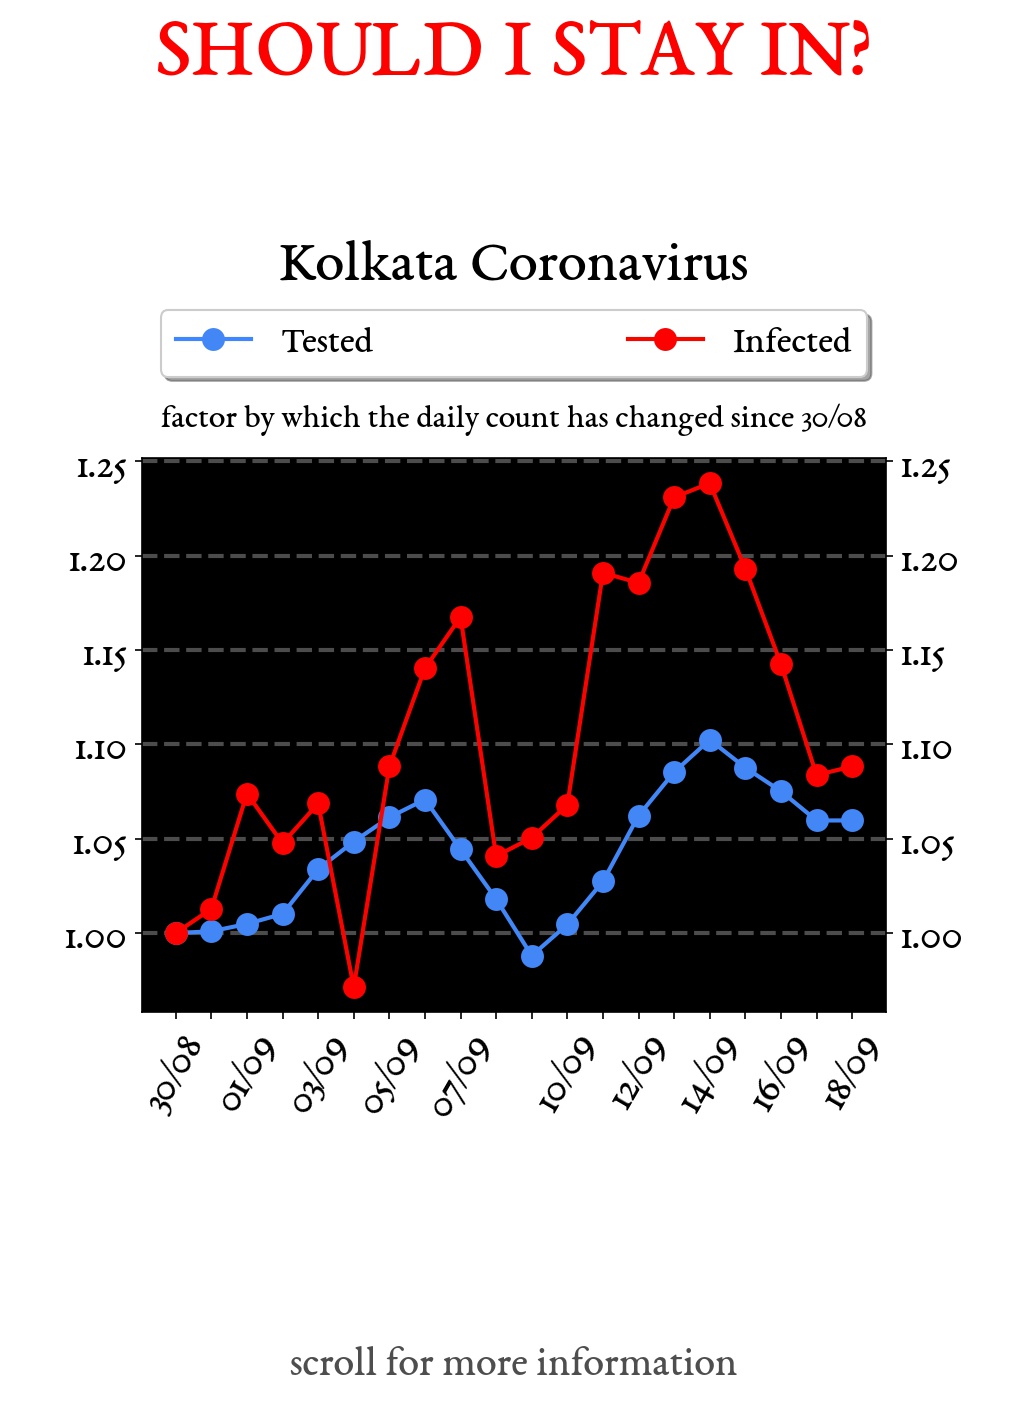 SHOULD I STAY IN?
Kolkata Coronavirus
Tested Infected
factor by which the daily count has changed since 30/08
1.25 1.25
1.20 1.20
1.15 1.15
1.10 1.10
1.05 1.05
1.00 1.00
30/08 01/09 03/09 05/09 07/09 10/09 12/09 14/09 16/09 18/09
scroll for more information